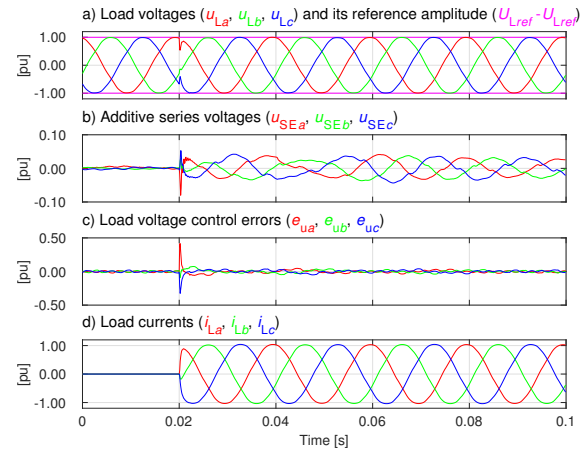 a) Load voltages (uLa, uLb, uLc) and its reference amplitude (ULref - ULref)
1.00
0.00
-1.00
[pu]
b) Additive series voltages (uSEa, uSEb, uSEc)
0.10
0.00
-0.10
[pu]
c) Load voltage control errors (eua, eub, euc)
0.50
0.00
-0.50
[pu]
d) Load currents (iLa, iLb, iLc)
1.00
0.00
-1.00
[pu]
0 0.02 0.04 0.06 0.08 0.1
Time [s]